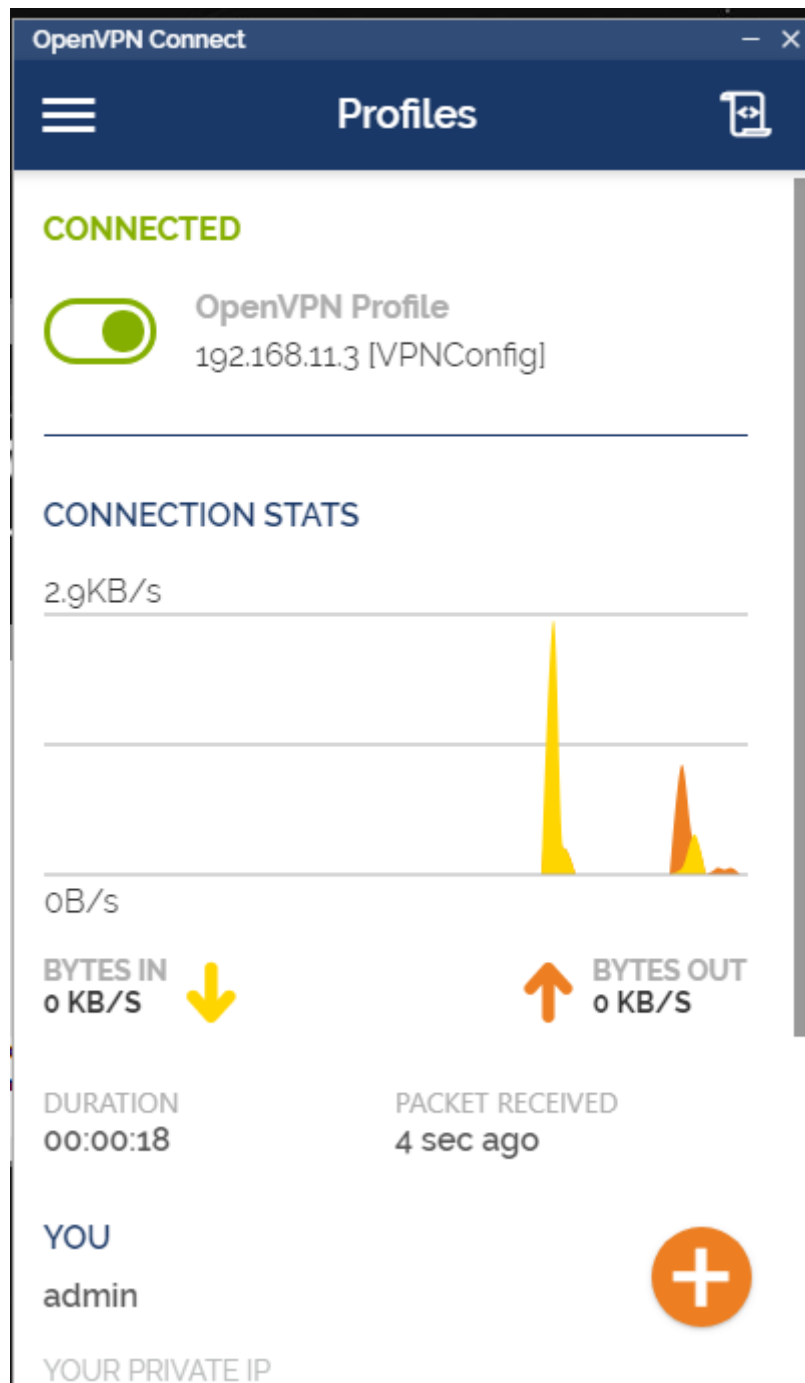 OpenVPN Connect
Profiles
CONNECTED
OpenVPN Profile
192.168.11.3 [VPNConfig]
CONNECTION STATS
2.9KB/s
0B/s
BYTES IN
0 KB/S
BYTES OUT
0 KB/S
DURATION
00:00:18
PACKET RECEIVED
4 sec ago
YOU
admin
YOUR PRIVATE IP